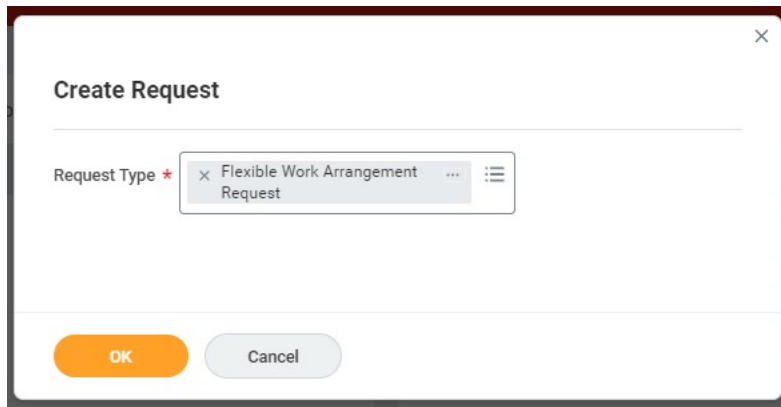 Create Request
Request Type * × Flexible Work Arrangement
Request
OK Cancel